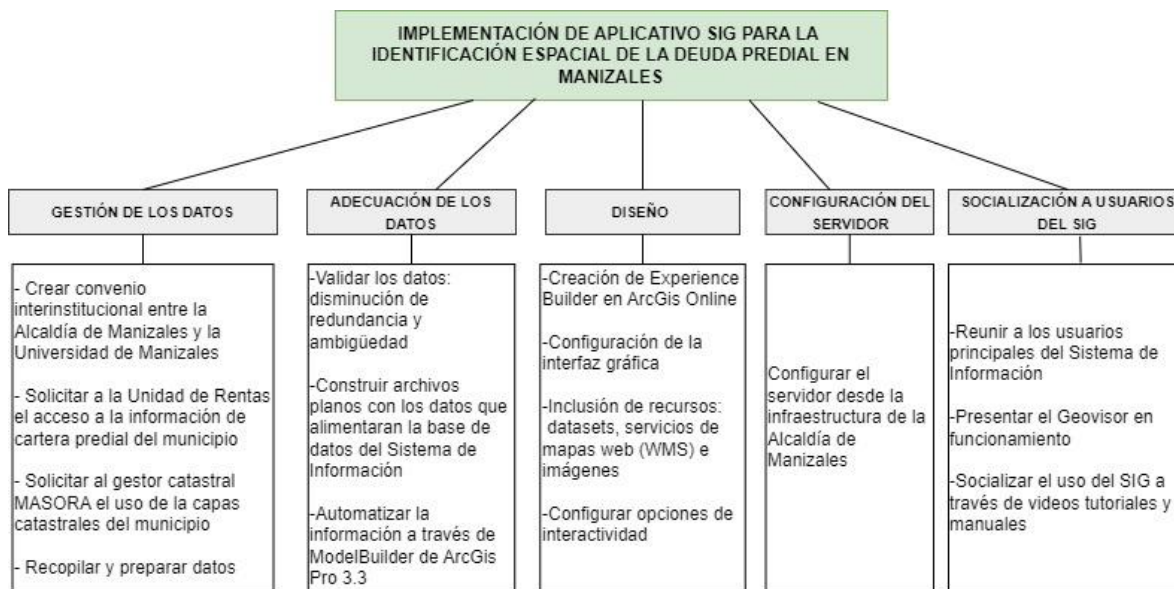 IMPLEMENTACIÓN DE APLICATIVO SIG PARA LA
IDENTIFICACIÓN ESPACIAL DE LA DEUDA PREDIAL EN
MANIZALES
GESTIÓN DE LOS DATOS
- Crear convenio
interinstitucional entre la
Alcaldía de Manizales y la
Universidad de Manizales
- Solicitar a la Unidad de Rentas
el acceso a la información de
cartera predial del municipio
- Solicitar al gestor catastral
MASORA el uso de la capas
catastrales del municipio
- Recopilar y preparar datos
ADECUACIÓN DE LOS
DATOS
-Validar los datos:
disminución de
redundancia y
ambigüedad
-Construir archivos
planos con los datos que
alimentaran la base de
datos del Sistema de
Información
-Automatizar la
información a través de
ModelBuilder de ArcGis
Pro 3.3
DISEÑO
-Creación de Experience
Builder en ArcGis Online
-Configuración de la
interfaz gráfica
-Inclusión de recursos:
datasets, servicios de
mapas web (WMS) e
imágenes
-Configurar opciones de
interactividad
CONFIGURACIÓN DEL
SERVIDOR
Configurar el
servidor desde la
infraestructura de la
Alcaldía de
Manizales
SOCIALIZACIÓN A USUARIOS
DEL SIG
-Reunir a los usuarios
principales del Sistema de
Información
-Presentar el Geovisor en
funcionamiento
-Socializar el uso del SIG a
través de videos tutoriales y
manuales